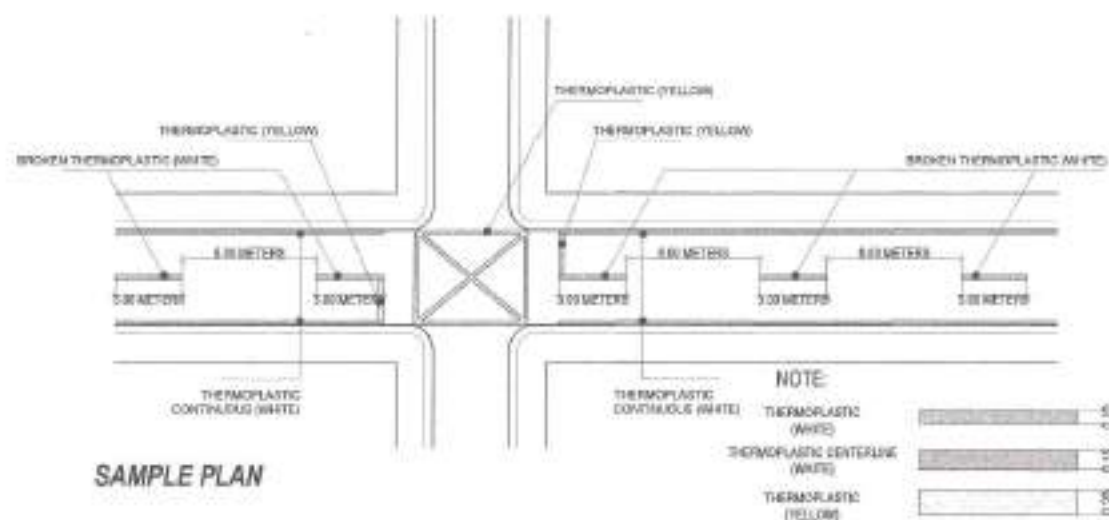 THERMOPLASTIC (YELLOW)
THERMOPLASTIC (YELLOW)
THERMOPLASTIC (YELLOW)
BROKEN THERMOPLASTIC (WHITE)
BROKEN THERMOPLASTIC (WHITE)
6.00 METERS
6.00 METERS
6.00 METERS
3.00 METERS
3.00 METERS
3.00 METERS
3.00 METERS
3.00 METERS
THERMOPLASTIC
CONTINUOUS (WHITE)
THERMOPLASTIC
CONTINUOUS (WHITE)
NOTE:
THERMOPLASTIC
(WHITE)
THERMOPLASTIC CENTERLINE
(WHITE)
0.15
THERMOPLASTIC
(YELLOW)
SAMPLE PLAN